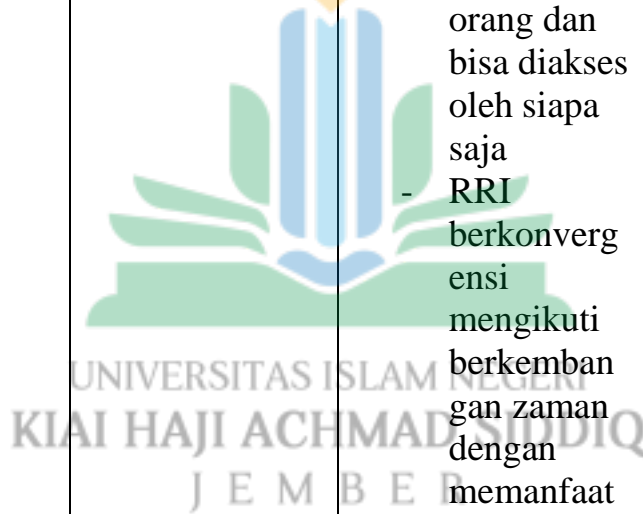 orang dan
bisa diakses
oleh siapa
saja
- RRI
berkonverg
ensi
mengikuti
berkemban
gan zaman
dengan
memanfaat
UNIVERSITAS ISLAM NEGERI
KIAI HAJI ACHMAD SIDDIQ
JEMBER